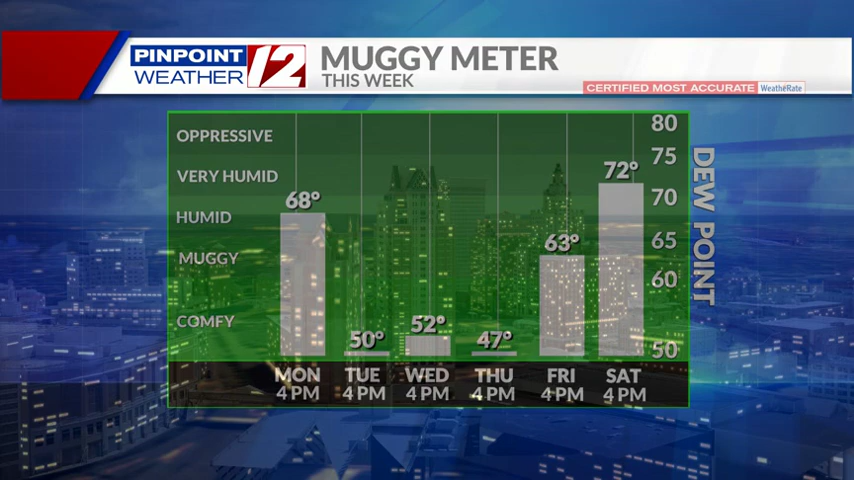 PINPOINT
WEATHER 12
MUGGY METER
THIS WEEK
CERTIFIED MOST ACCURATE WeatheRate
OPPRESSIVE
VERY HUMID
HUMID
MUGGY
COMFY
68°
50°
52°
47°
63°
72°
80
75
70
65
60
50
DEW POINT
MON TUE WED THU FRI SAT
4 PM 4 PM 4 PM 4 PM 4 PM 4 PM